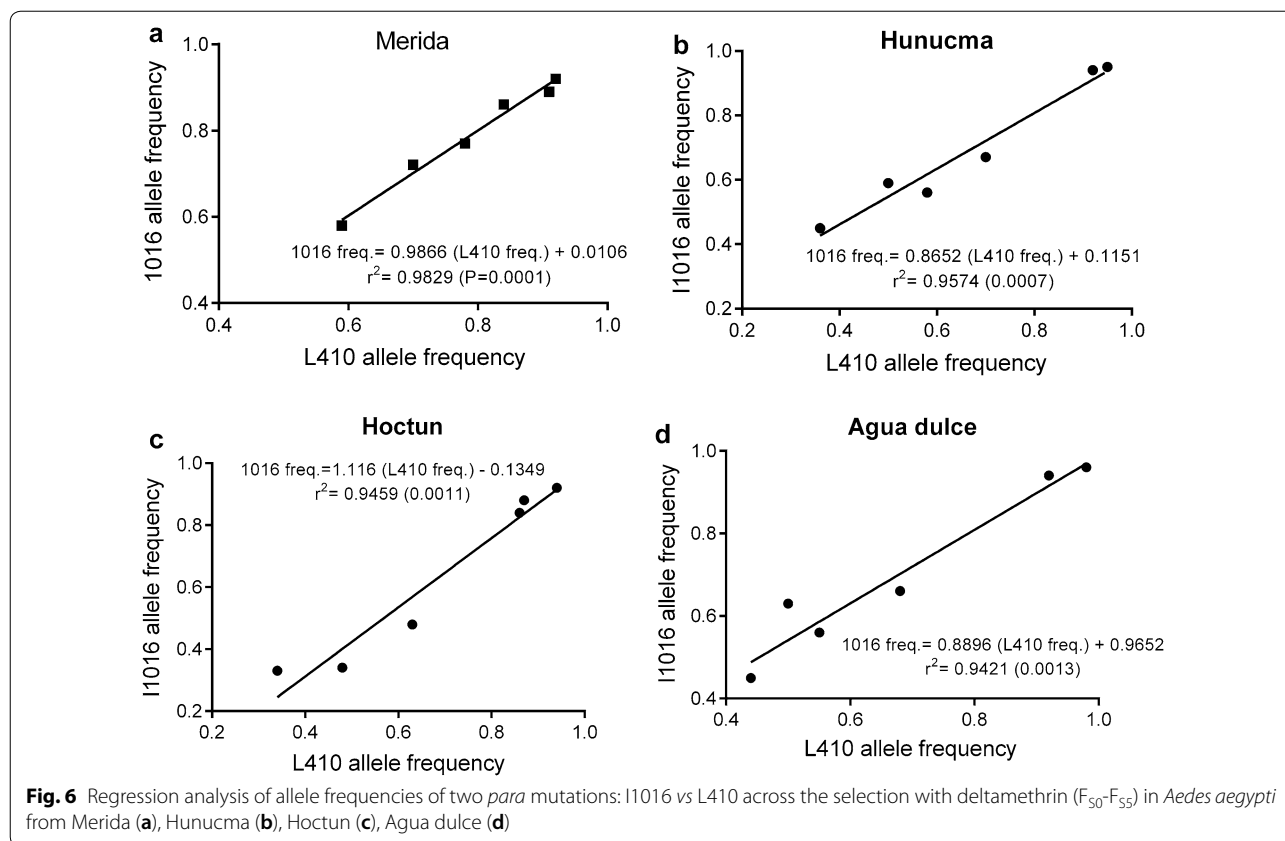 a
Merida
1016 allele frequency
1.0
0.8
0.6
0.4
1016 freq.= 0.9866 (L410 freq.) + 0.0106
r²= 0.9829 (P=0.0001)
0.4 0.6 0.8 1.0
L410 allele frequency
b
Hunucma
I1016 allele frequency
1.0
0.8
0.6
0.4
0.2
1016 freq.= 0.8652 (L410 freq.) + 0.1151
r²= 0.9574 (0.0007)
0.2 0.4 0.6 0.8 1.0
L410 allele frequency
c
Hoctun
I1016 allele frequency
1.0
0.8
0.6
0.4
0.2
1016 freq.=1.116 (L410 freq.) - 0.1349
r²= 0.9459 (0.0011)
0.2 0.4 0.6 0.8 1.0
L410 allele frequency
d
Agua dulce
I1016 allele frequency
1.0
0.8
0.6
0.4
1016 freq.= 0.8896 (L410 freq.) + 0.9652
r²= 0.9421 (0.0013)
0.4 0.6 0.8 1.0
L410 allele frequency
Fig. 6 Regression analysis of allele frequencies of two para mutations: I1016 vs L410 across the selection with deltamethrin (FS0-FS5) in Aedes aegypti
from Merida (a), Hunucma (b), Hoctun (c), Agua dulce (d)